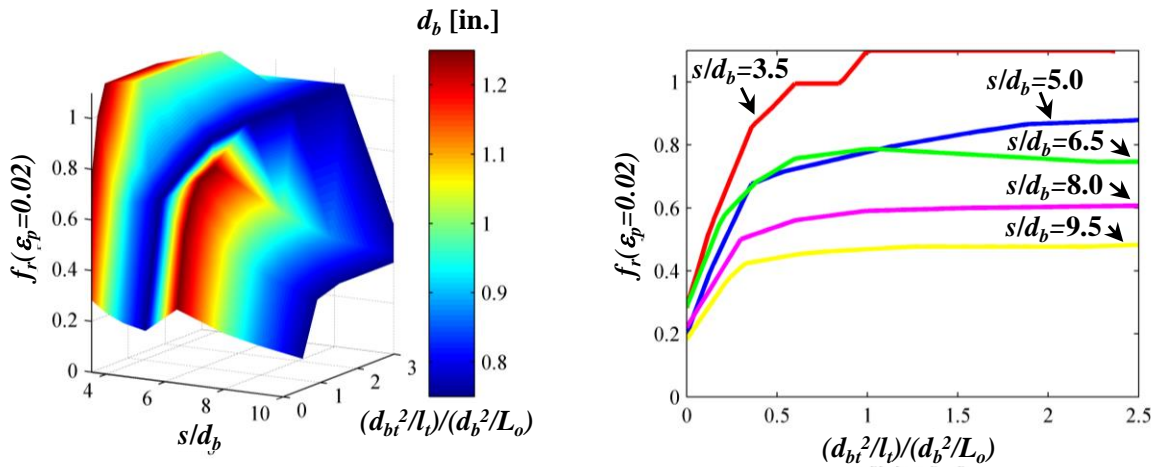 d_b [in.]
1.2
1.1
1
0.9
0.8
f_r(ε_p=0.02)
1
0.8
0.6
0.4
0.2
0
4
6
8
10
0
1
2
3
s/d_b
(d_bt²/l_t)/(d_b²/L_o)
f_r(ε_p=0.02)
1
0.8
0.6
0.4
0.2
0
s/d_b=3.5
s/d_b=5.0
s/d_b=6.5
s/d_b=8.0
s/d_b=9.5
0
0.5
1
1.5
2
2.5
(d_bt²/l_t)/(d_b²/L_o)